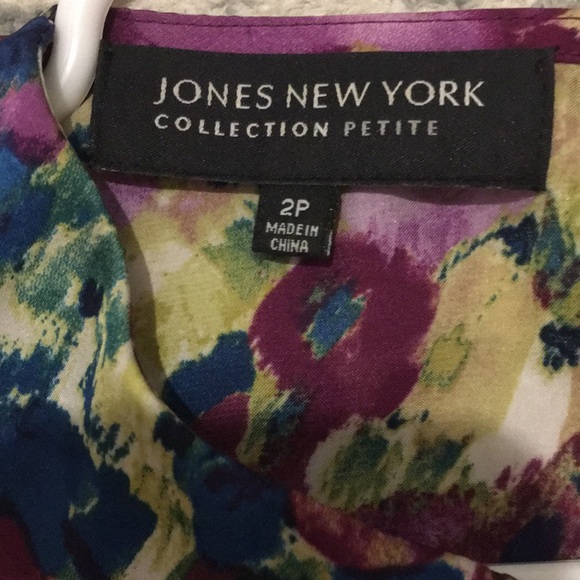 JONES NEW YORK
COLLECTION PETITE
2P
MADE IN
CHINA